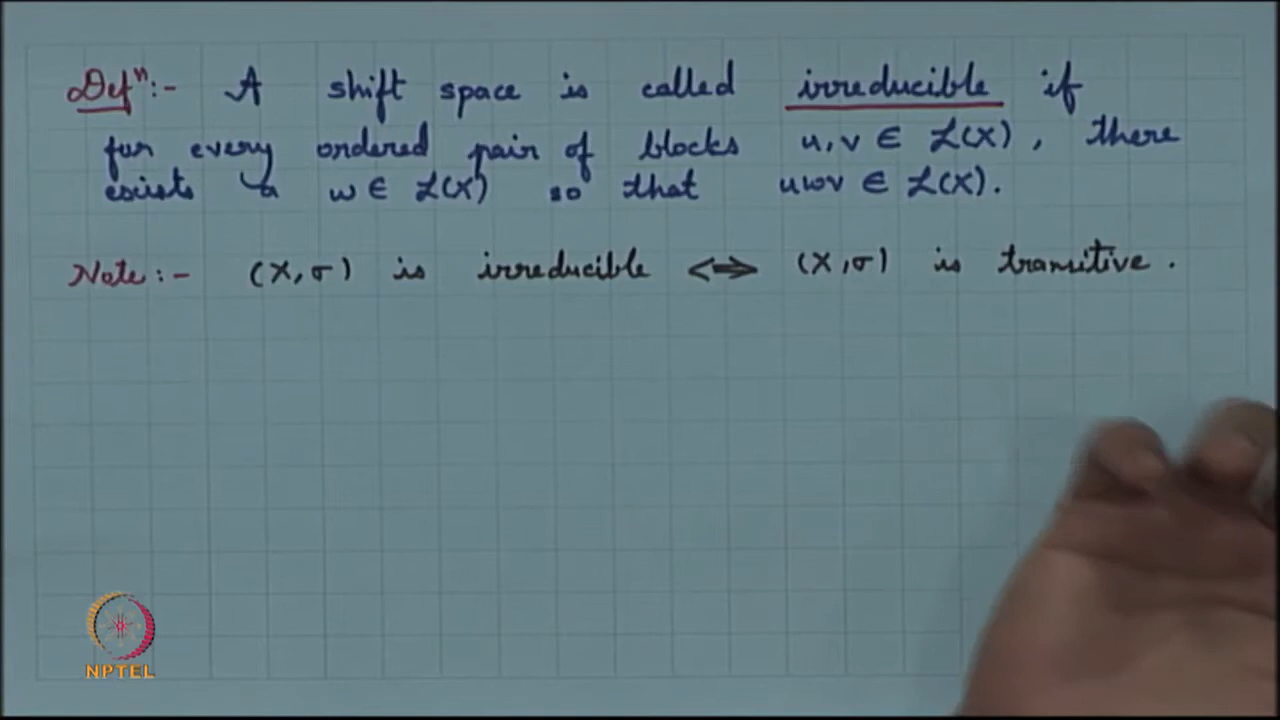 Defⁿ:- A shift space is called irreducible if
for every ordered pair of blocks u, v ∈ ℒ(X), there
exists a w ∈ ℒ(X) so that uwv ∈ ℒ(X).
Note:- (X, σ) is irreducible ⟺ (X, σ) is transitive.
NPTEL